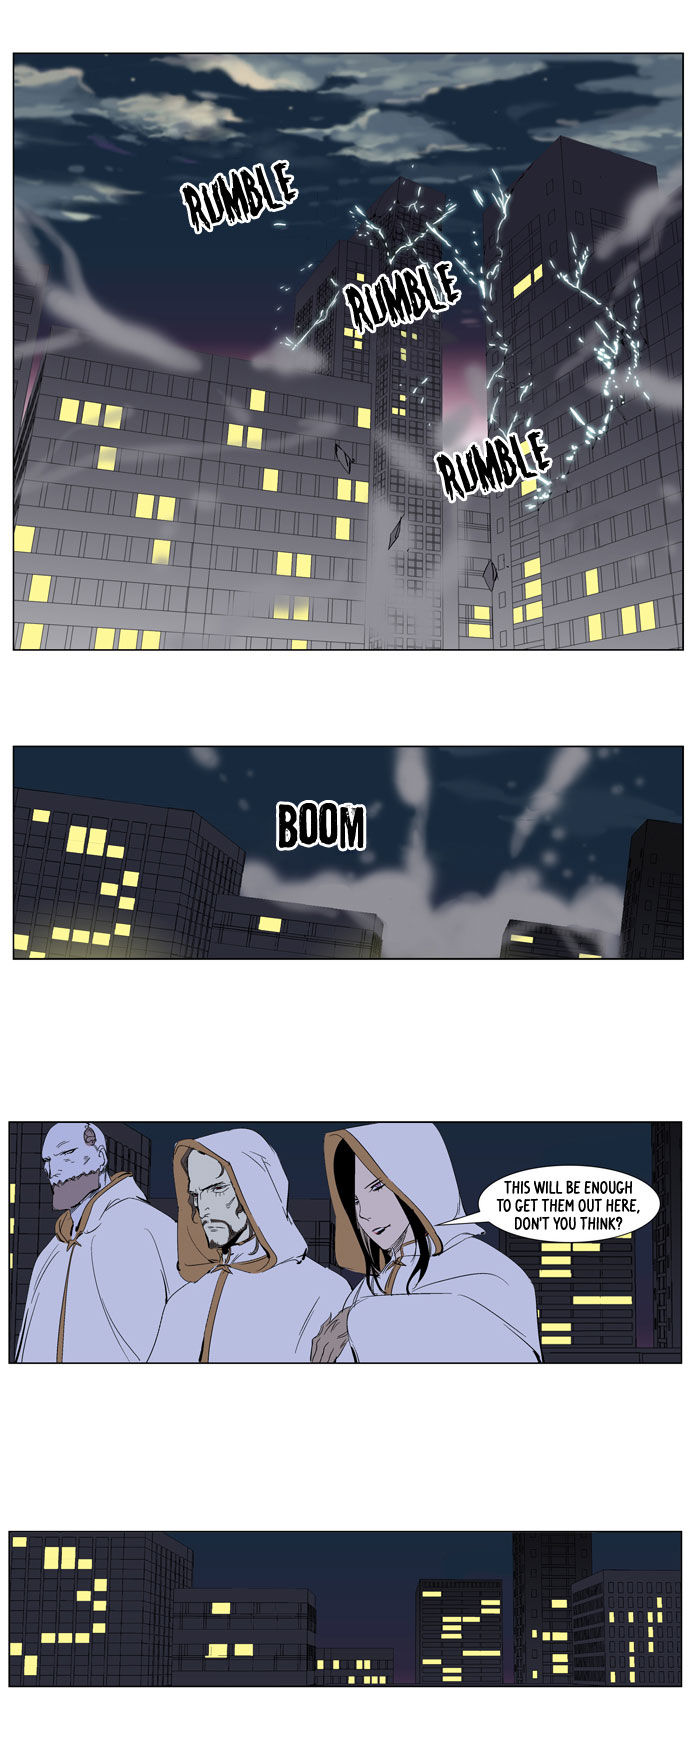 RUMBLE
RUMBLE
RUMBLE
BOOM
THIS WILL BE ENOUGH
TO GET THEM OUT HERE,
DON'T YOU THINK?